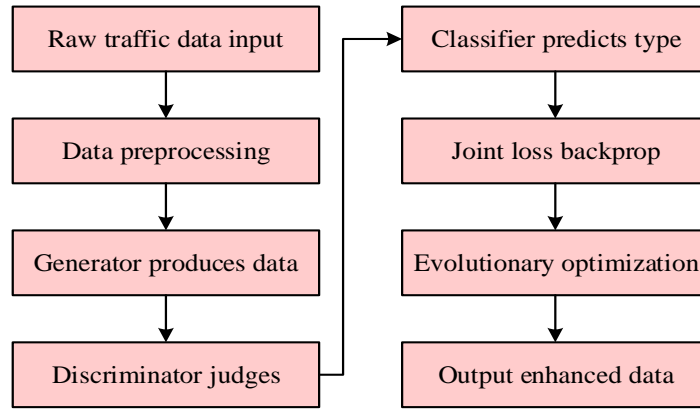 Raw traffic data input
Data preprocessing
Generator produces data
Discriminator judges
Classifier predicts type
Joint loss backprop
Evolutionary optimization
Output enhanced data